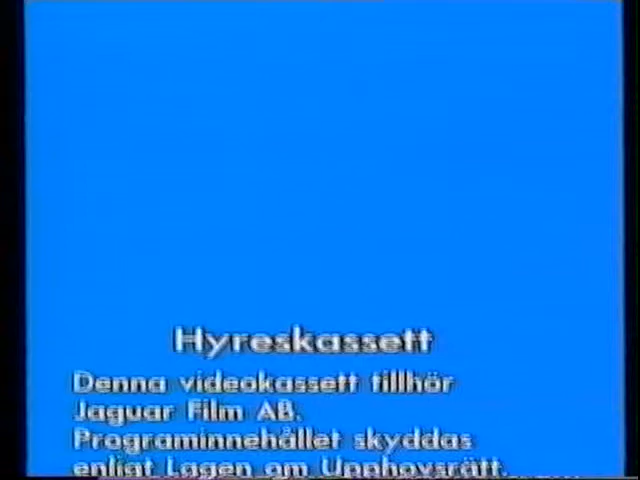 Hyreskassett
Denna videokassett tillhör
Jaguar Film AB.
Programinnehållet skyddas
enligt Lagen om Upphovsrätt.